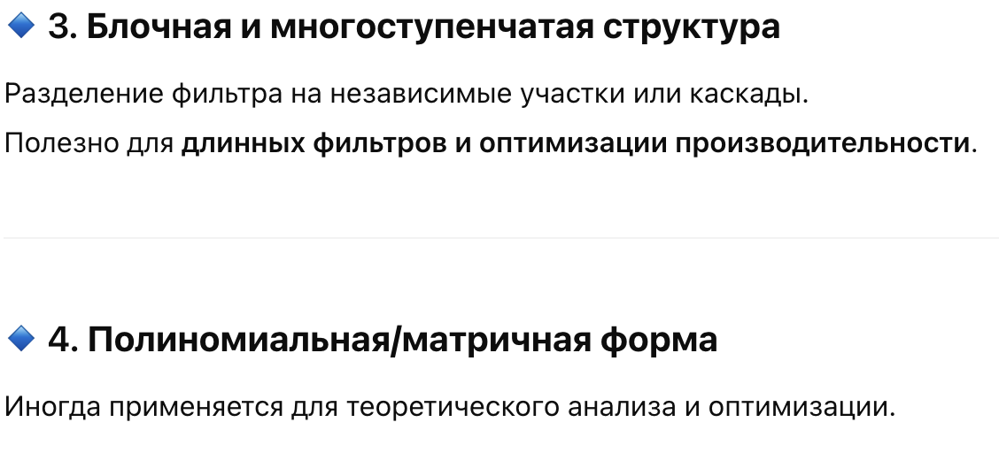 🔹 3. Блочная и многоступенчатая структура
Разделение фильтра на независимые участки или каскады.
Полезно для длинных фильтров и оптимизации производительности.
🔹 4. Полиномиальная/матричная форма
Иногда применяется для теоретического анализа и оптимизации.